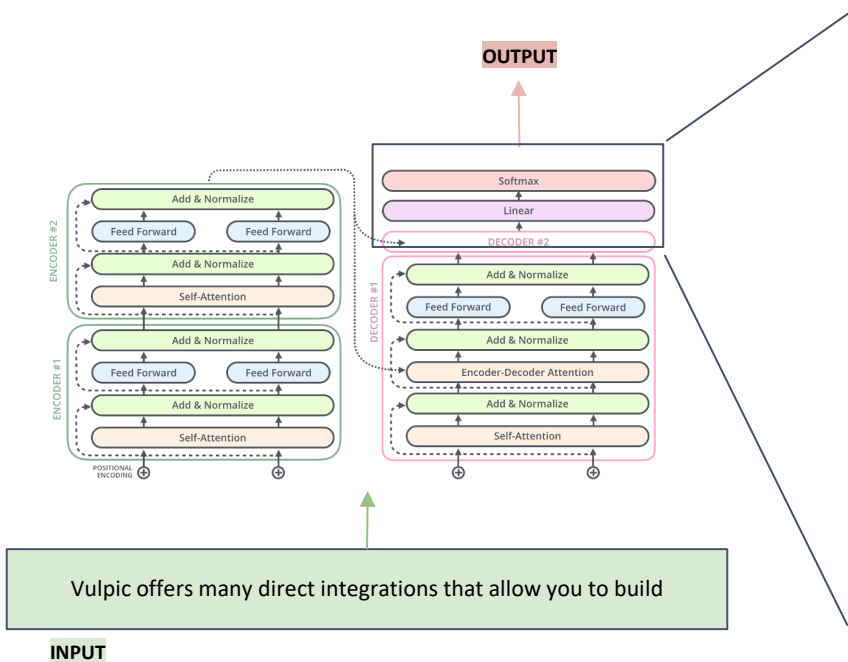 OUTPUT
Softmax
Linear
DECODER #2
ENCODER #2
Add & Normalize
Feed Forward Feed Forward
Add & Normalize
Self-Attention
ENCODER #1
Add & Normalize
Feed Forward Feed Forward
Add & Normalize
Self-Attention
POSITIONAL
ENCODING
DECODER #1
Add & Normalize
Feed Forward Feed Forward
Add & Normalize
Encoder-Decoder Attention
Add & Normalize
Self-Attention
Vulpic offers many direct integrations that allow you to build
INPUT